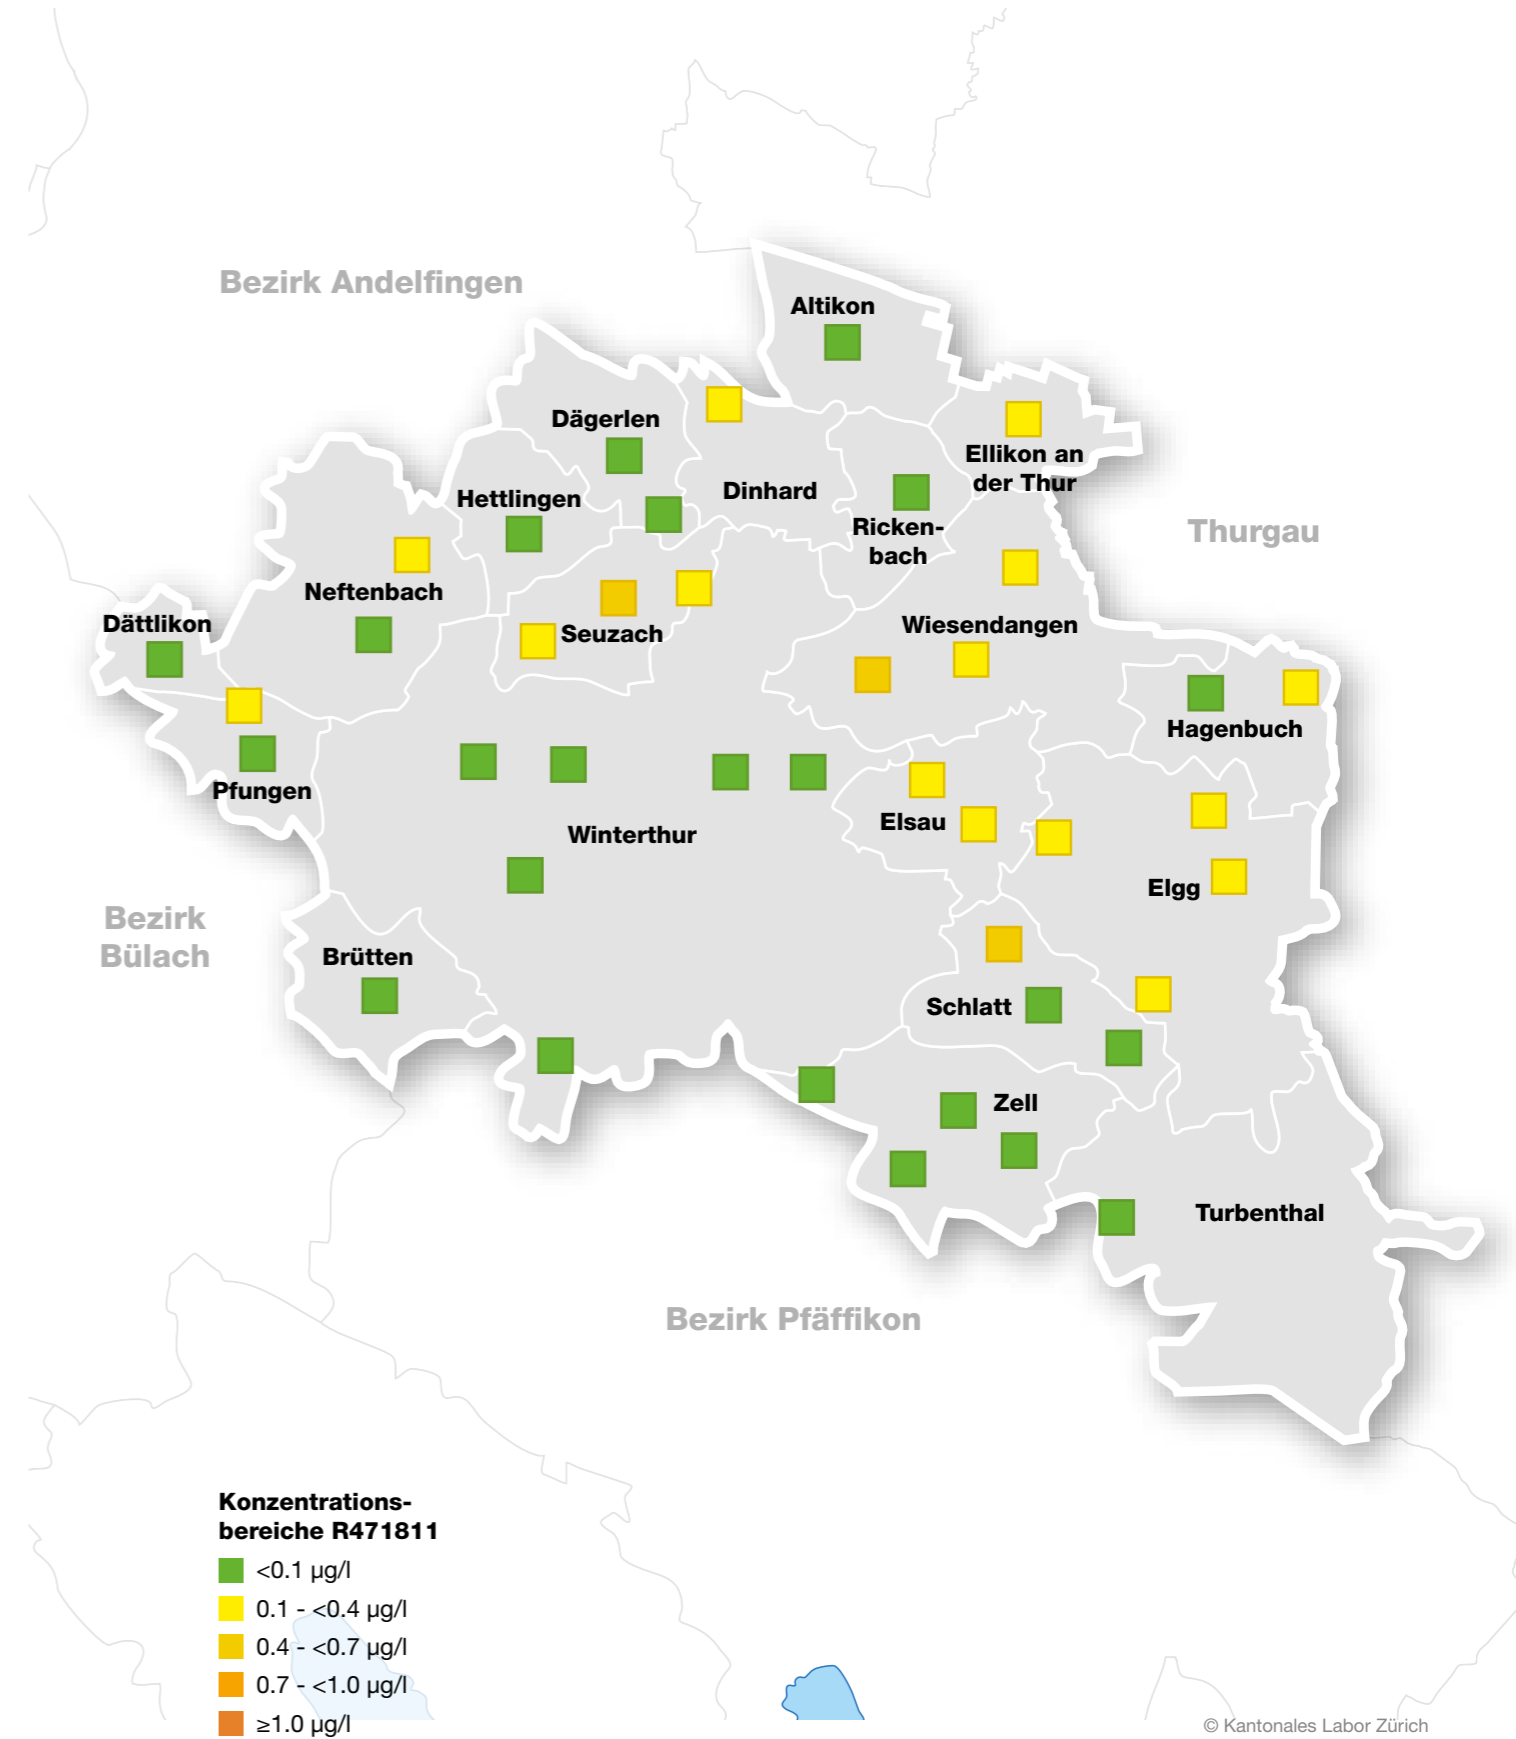 Bezirk Andelfingen
Altikon
Dägerlen
Ellikon an
der Thur
Hettlingen
Dinhard
Ricken-
bach
Thurgau
Neftenbach
Dättlikon
Seuzach
Wiesendangen
Hagenbuch
Pfungen
Winterthur
Elsau
Elgg
Bezirk
Bülach
Brütten
Schlatt
Zell
Turbenthal
Bezirk Pfäffikon
Konzentrations-
bereiche R471811
<0.1 µg/l
0.1 - <0.4 µg/l
0.4 - <0.7 µg/l
0.7 - <1.0 µg/l
≥1.0 µg/l
© Kantonales Labor Zürich